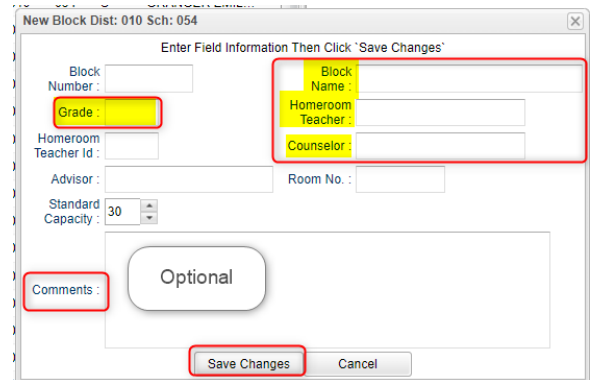 New Block Dist: 010 Sch: 054
Enter Field Information Then Click `Save Changes`
Block Number :
Block Name :
Grade :
Homeroom Teacher :
Homeroom Teacher Id :
Counselor :
Advisor :
Room No. :
Standard Capacity : 30
Comments :
Optional
Save Changes
Cancel